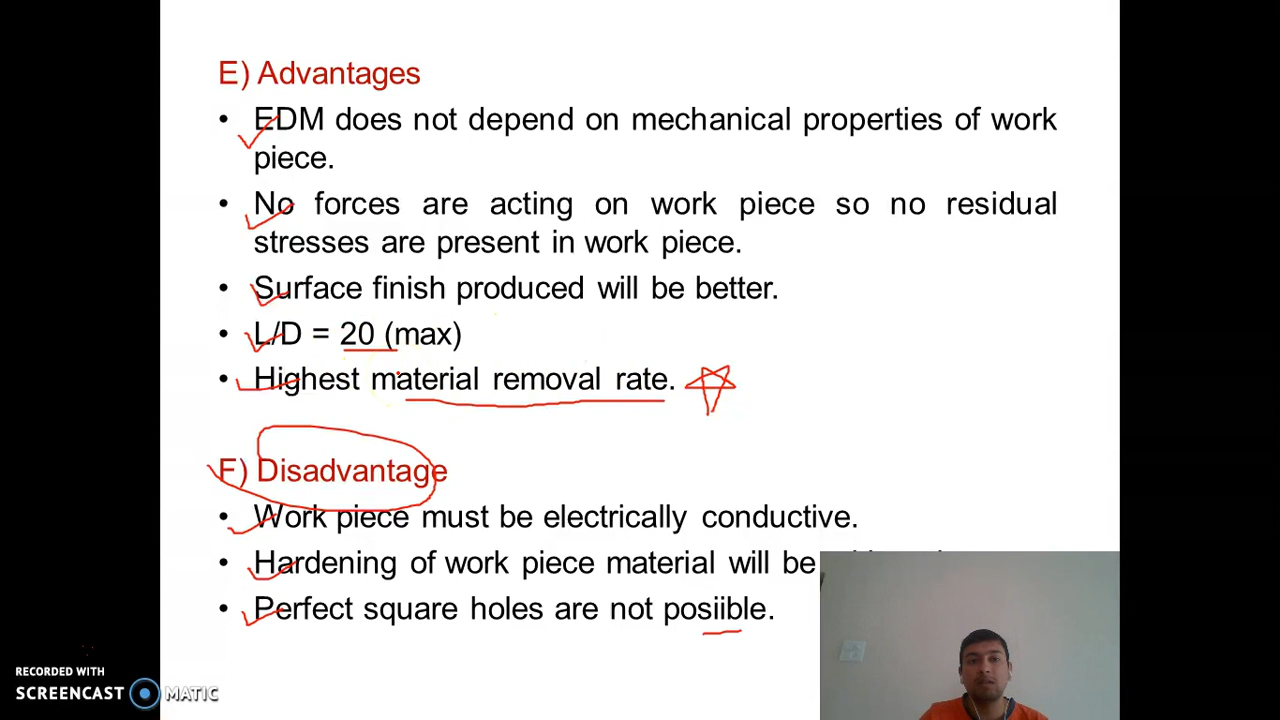 E) Advantages
• EDM does not depend on mechanical properties of work
piece.
• No forces are acting on work piece so no residual
stresses are present in work piece.
• Surface finish produced will be better.
• L/D = 20 (max)
• Highest material removal rate.
F) Disadvantage
• Work piece must be electrically conductive.
• Hardening of work piece material will be
• Perfect square holes are not posiible.
RECORDED WITH
SCREENCAST MATIC